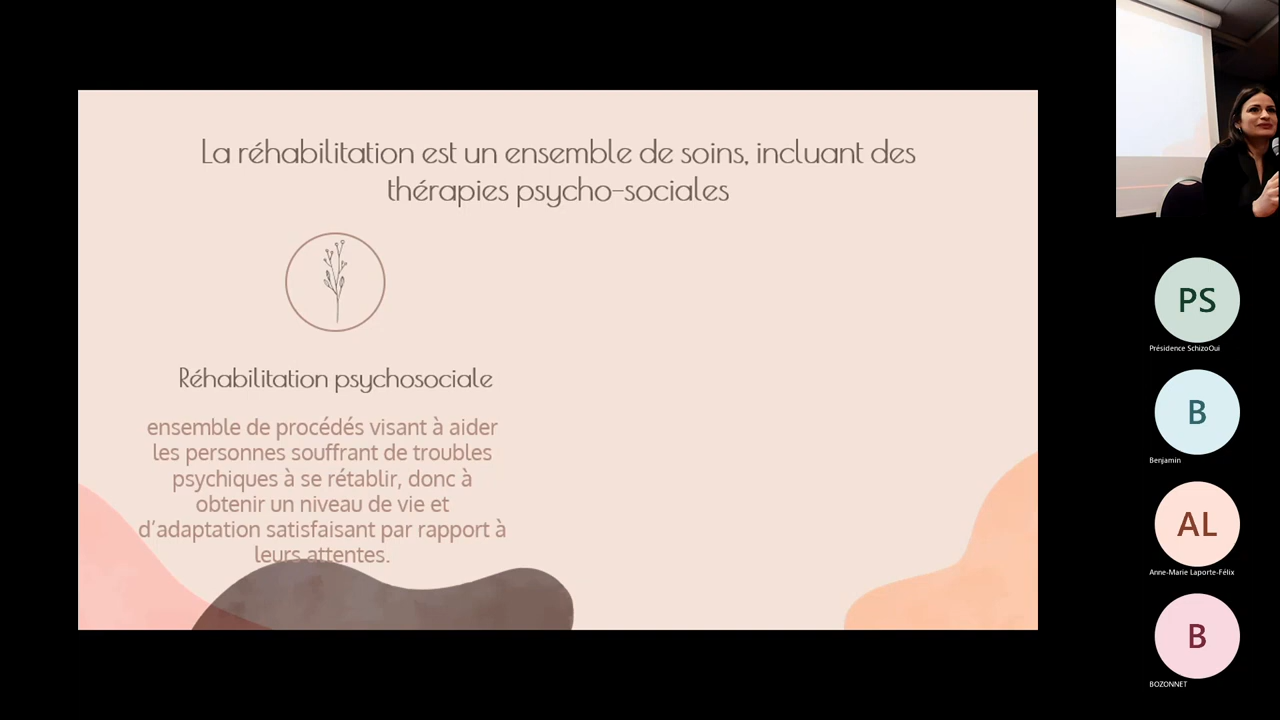 La réhabilitation est un ensemble de soins, incluant des
thérapies psycho-sociales
Réhabilitation psychosociale
ensemble de procédés visant à aider
les personnes souffrant de troubles
psychiques à se rétablir, donc à
obtenir un niveau de vie et
d'adaptation satisfaisant par rapport à
leurs attentes.
PS
Présidence SchizoOui
B
Benjamin
AL
Anne-Marie Laporte-Félix
B
BOZONNET